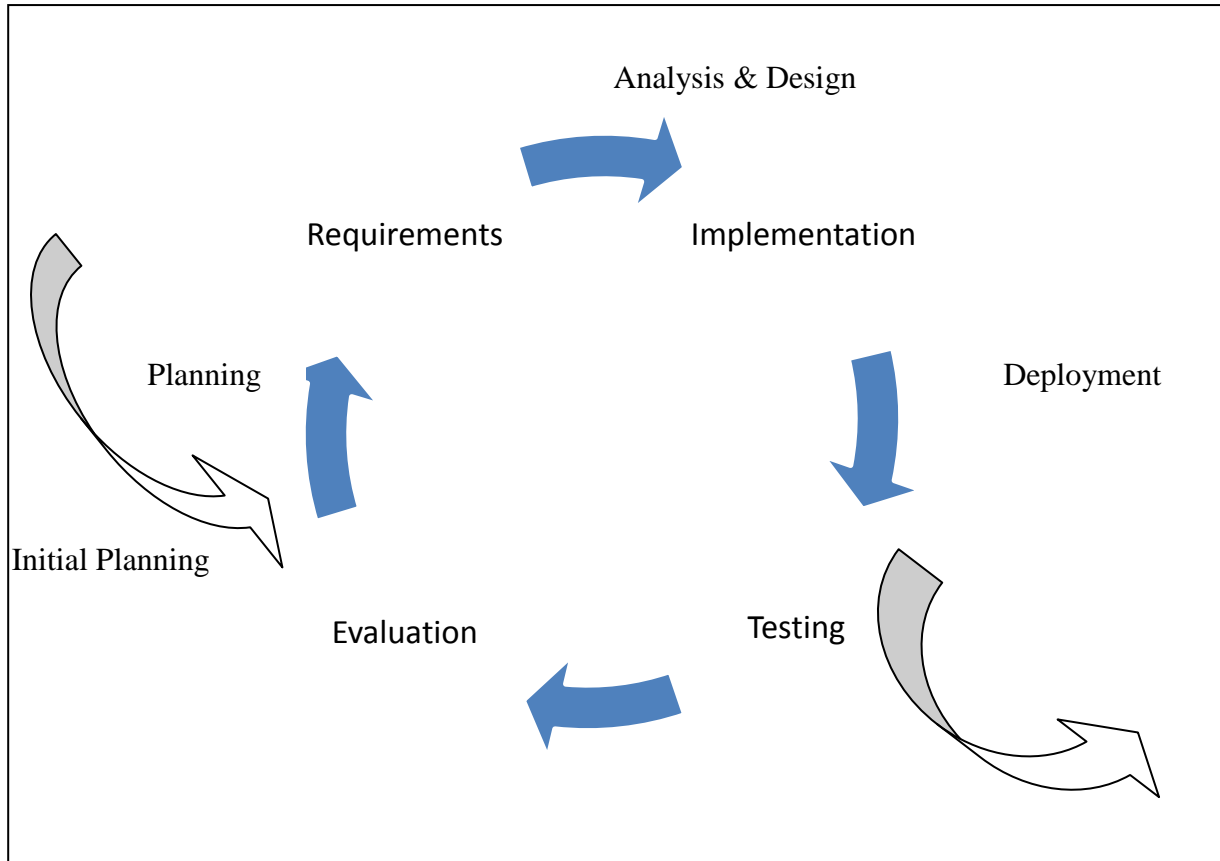 Analysis & Design
Requirements
Implementation
Planning
Deployment
Initial Planning
Evaluation
Testing